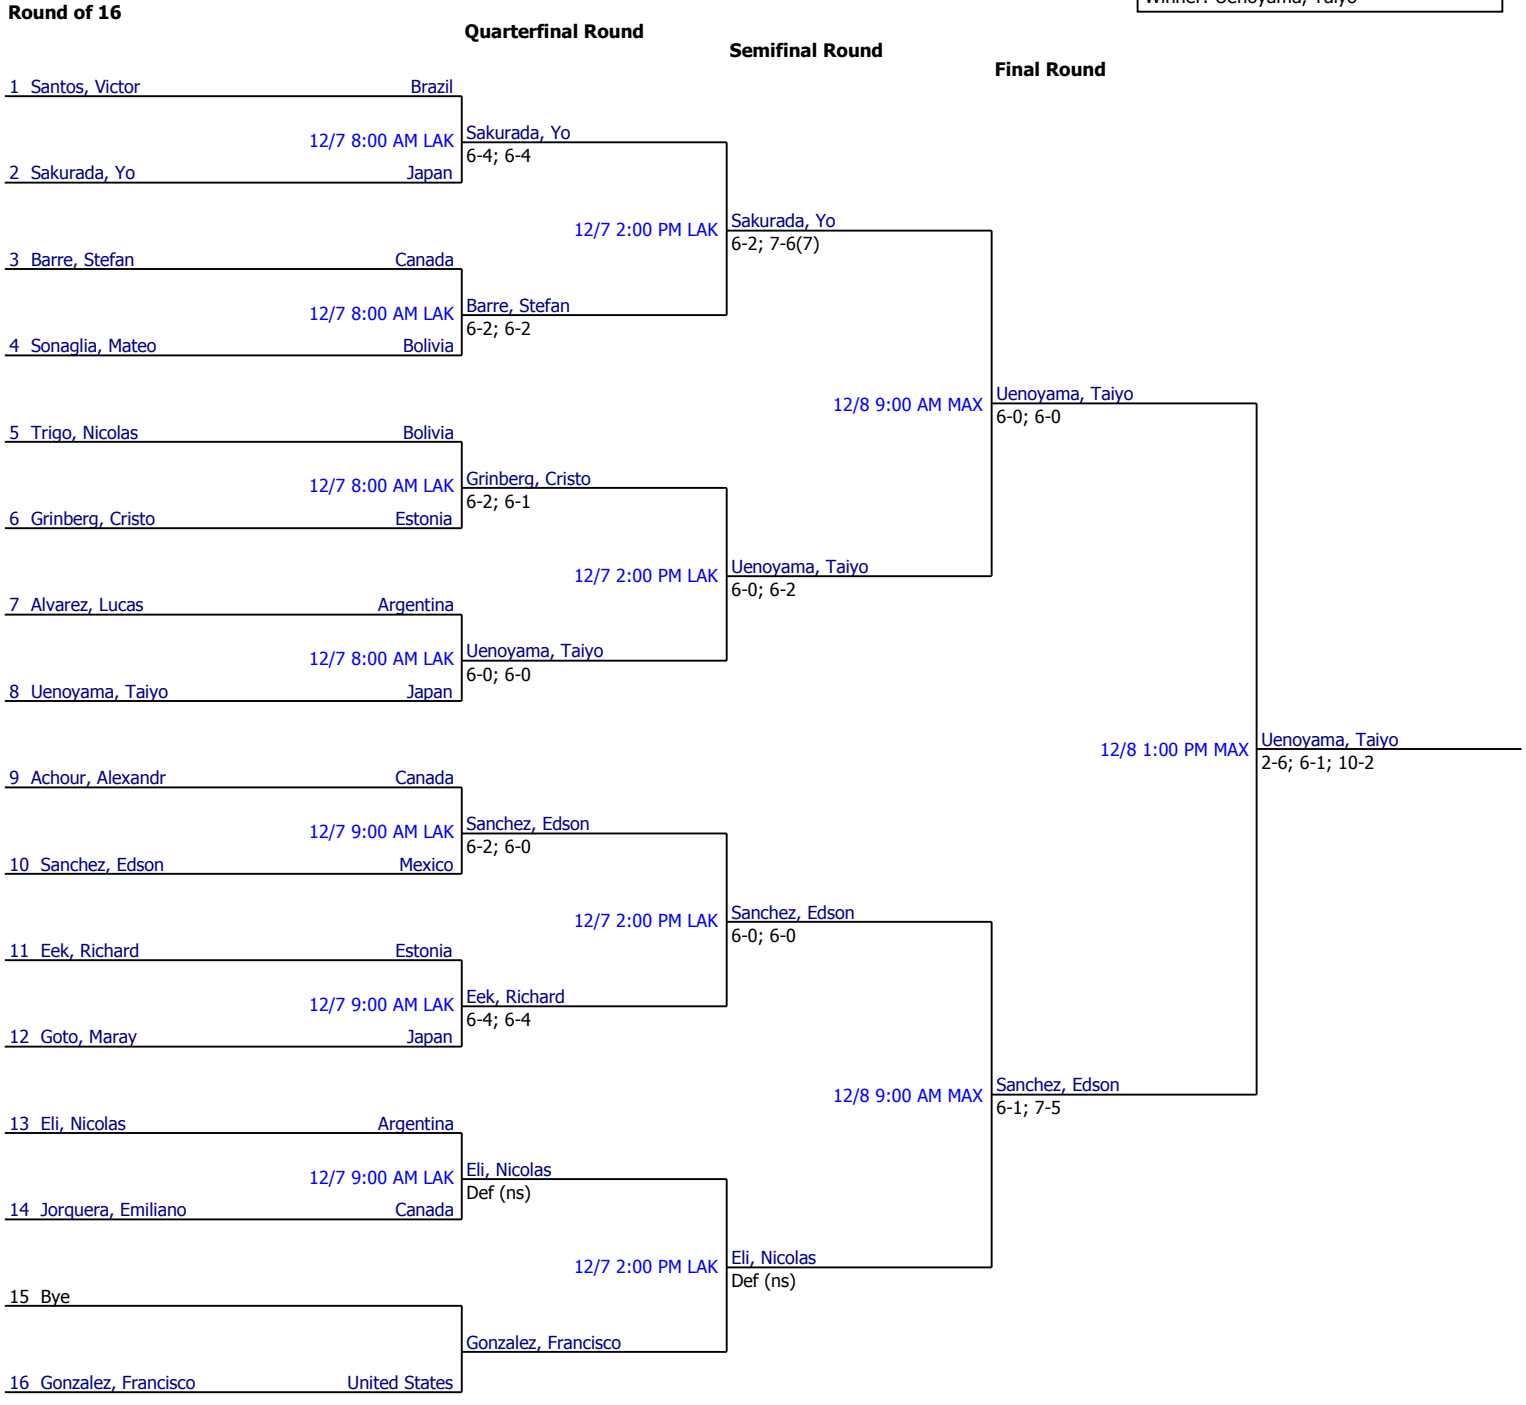 Winner: Uenoyama, Taiyo
Round of 16
Quarterfinal Round
Semifinal Round
Final Round
1 Santos, Victor Brazil
12/7 8:00 AM LAK
2 Sakurada, Yo Japan
Sakurada, Yo
6-4; 6-4
3 Barre, Stefan Canada
12/7 8:00 AM LAK
4 Sonaglia, Mateo Bolivia
Barre, Stefan
6-2; 6-2
12/7 2:00 PM LAK
Sakurada, Yo
6-2; 7-6(7)
5 Trigo, Nicolas Bolivia
12/7 8:00 AM LAK
6 Grinberg, Cristo Estonia
Grinberg, Cristo
6-2; 6-1
7 Alvarez, Lucas Argentina
12/7 8:00 AM LAK
8 Uenoyama, Taiyo Japan
Uenoyama, Taiyo
6-0; 6-0
12/7 2:00 PM LAK
Uenoyama, Taiyo
6-0; 6-2
12/8 9:00 AM MAX
Uenoyama, Taiyo
6-0; 6-0
9 Achour, Alexandr Canada
12/7 9:00 AM LAK
10 Sanchez, Edson Mexico
Sanchez, Edson
6-2; 6-0
11 Eek, Richard Estonia
12/7 9:00 AM LAK
12 Goto, Maray Japan
Eek, Richard
6-4; 6-4
12/7 2:00 PM LAK
Sanchez, Edson
6-0; 6-0
13 Eli, Nicolas Argentina
12/7 9:00 AM LAK
14 Jorquera, Emiliano Canada
Eli, Nicolas
Def (ns)
15 Bye
16 Gonzalez, Francisco United States
Gonzalez, Francisco
12/7 2:00 PM LAK
Eli, Nicolas
Def (ns)
12/8 9:00 AM MAX
Sanchez, Edson
6-1; 7-5
12/8 1:00 PM MAX
Uenoyama, Taiyo
2-6; 6-1; 10-2